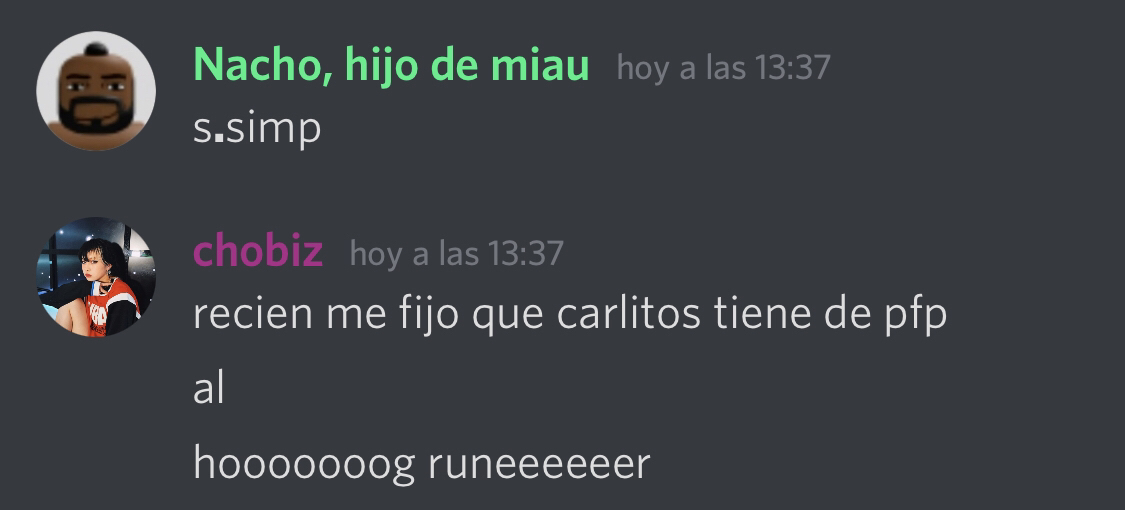 Nacho, hijo de miau hoy a las 13:37
s.simp
chobiz hoy a las 13:37
recien me fijo que carlitos tiene de pfp
al
hooooooog runeeeeeer